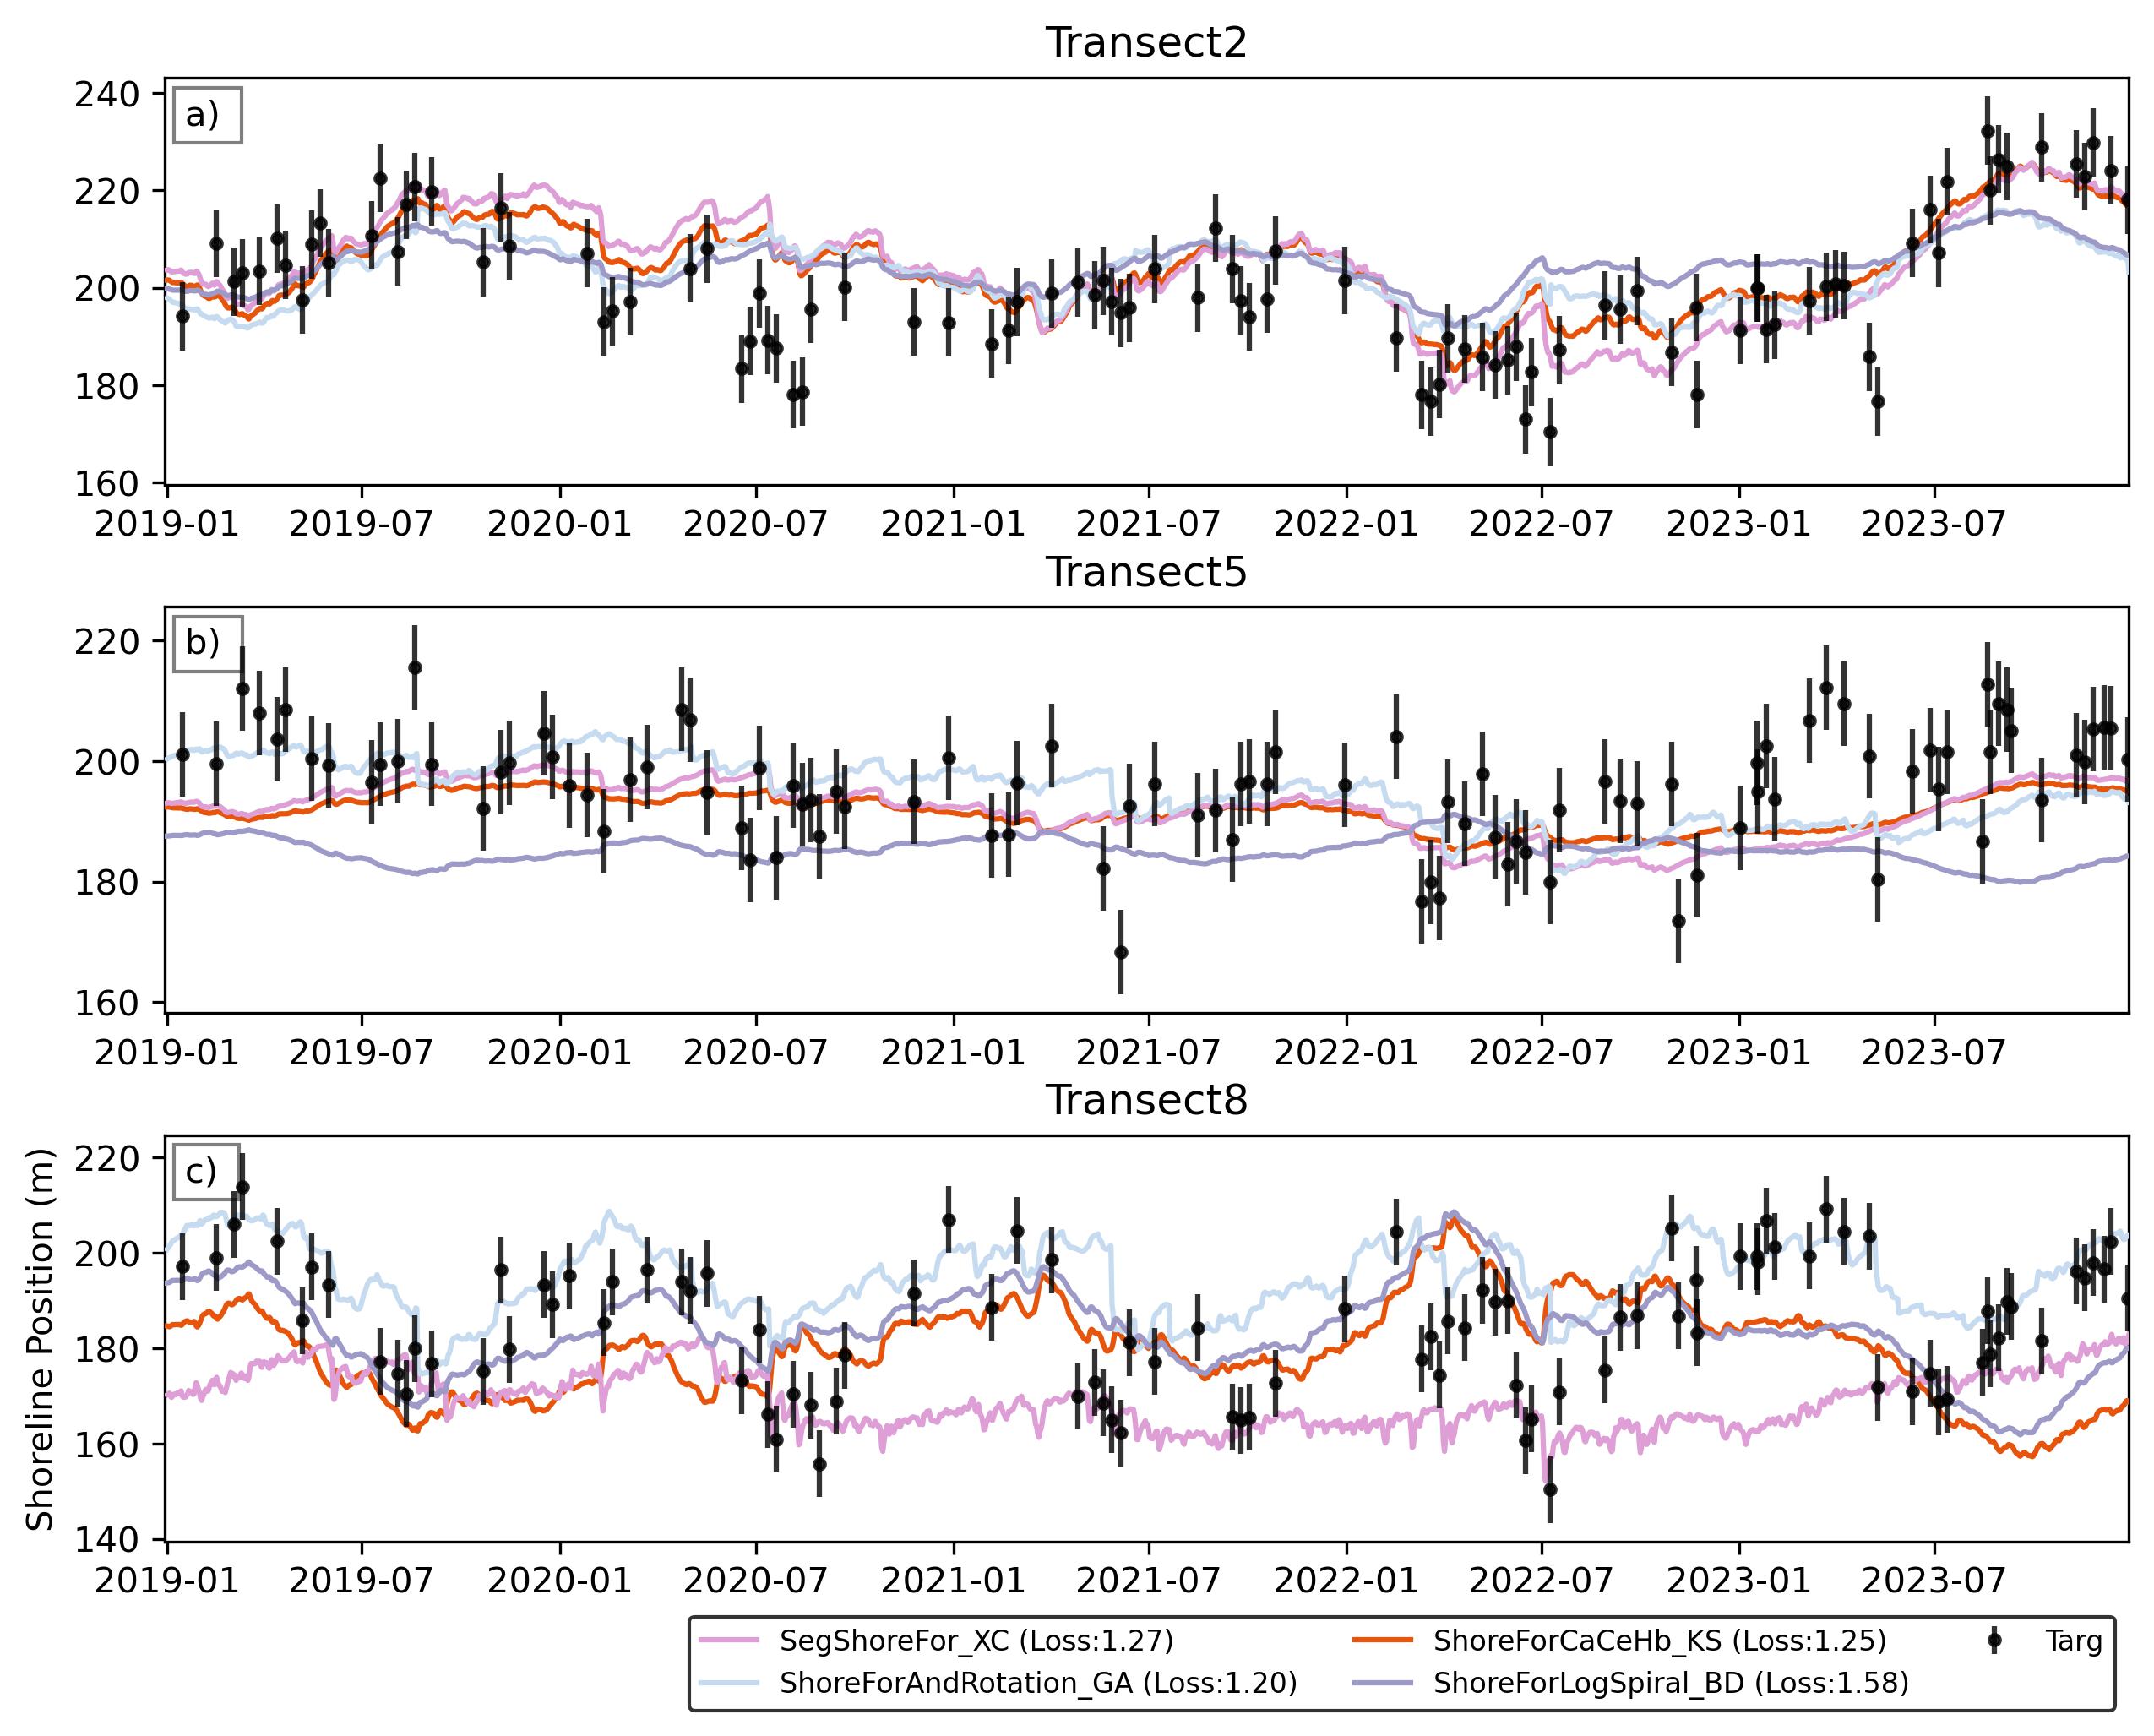 Transect2
a)
240
220
200
180
160
2019-01 2019-07 2020-01 2020-07 2021-01 2021-07 2022-01 2022-07 2023-01 2023-07
Transect5
b)
220
200
180
160
2019-01 2019-07 2020-01 2020-07 2021-01 2021-07 2022-01 2022-07 2023-01 2023-07
Transect8
c)
Shoreline Position (m)
220
200
180
160
140
2019-01 2019-07 2020-01 2020-07 2021-01 2021-07 2022-01 2022-07 2023-01 2023-07
SegShoreFor_XC (Loss:1.27) ShoreForCaCeHb_KS (Loss:1.25) Targ
ShoreForAndRotation_GA (Loss:1.20) ShoreForLogSpiral_BD (Loss:1.58)